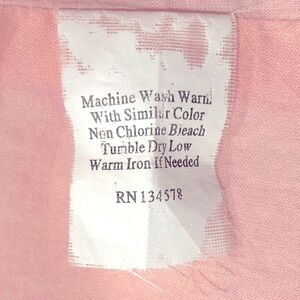 Machine Wash Warm
With Similar Color
Non Chlorine Bleach
Tumble Dry Low
Warm Iron If Needed
RN 134578